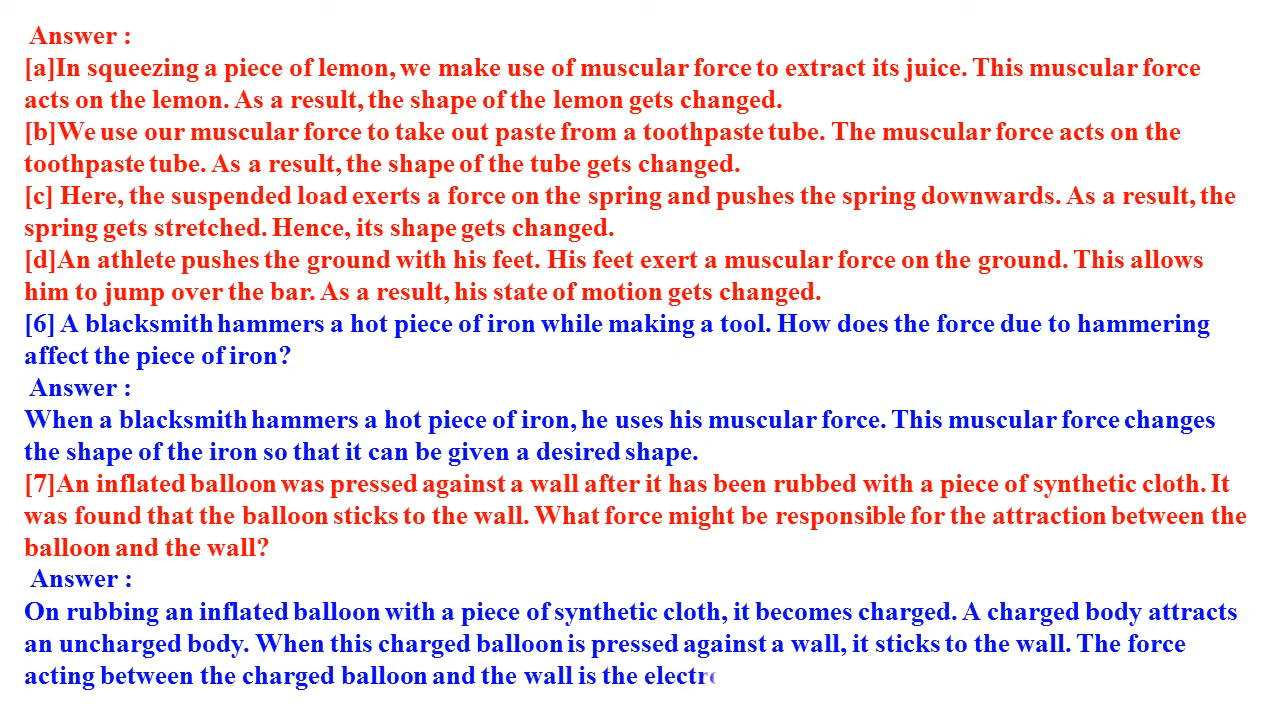 Answer :
[a]In squeezing a piece of lemon, we make use of muscular force to extract its juice. This muscular force
acts on the lemon. As a result, the shape of the lemon gets changed.
[b]We use our muscular force to take out paste from a toothpaste tube. The muscular force acts on the
toothpaste tube. As a result, the shape of the tube gets changed.
[c] Here, the suspended load exerts a force on the spring and pushes the spring downwards. As a result, the
spring gets stretched. Hence, its shape gets changed.
[d]An athlete pushes the ground with his feet. His feet exert a muscular force on the ground. This allows
him to jump over the bar. As a result, his state of motion gets changed.
[6] A blacksmith hammers a hot piece of iron while making a tool. How does the force due to hammering
affect the piece of iron?
Answer :
When a blacksmith hammers a hot piece of iron, he uses his muscular force. This muscular force changes
the shape of the iron so that it can be given a desired shape.
[7]An inflated balloon was pressed against a wall after it has been rubbed with a piece of synthetic cloth. It
was found that the balloon sticks to the wall. What force might be responsible for the attraction between the
balloon and the wall?
Answer :
On rubbing an inflated balloon with a piece of synthetic cloth, it becomes charged. A charged body attracts
an uncharged body. When this charged balloon is pressed against a wall, it sticks to the wall. The force
acting between the charged balloon and the wall is the